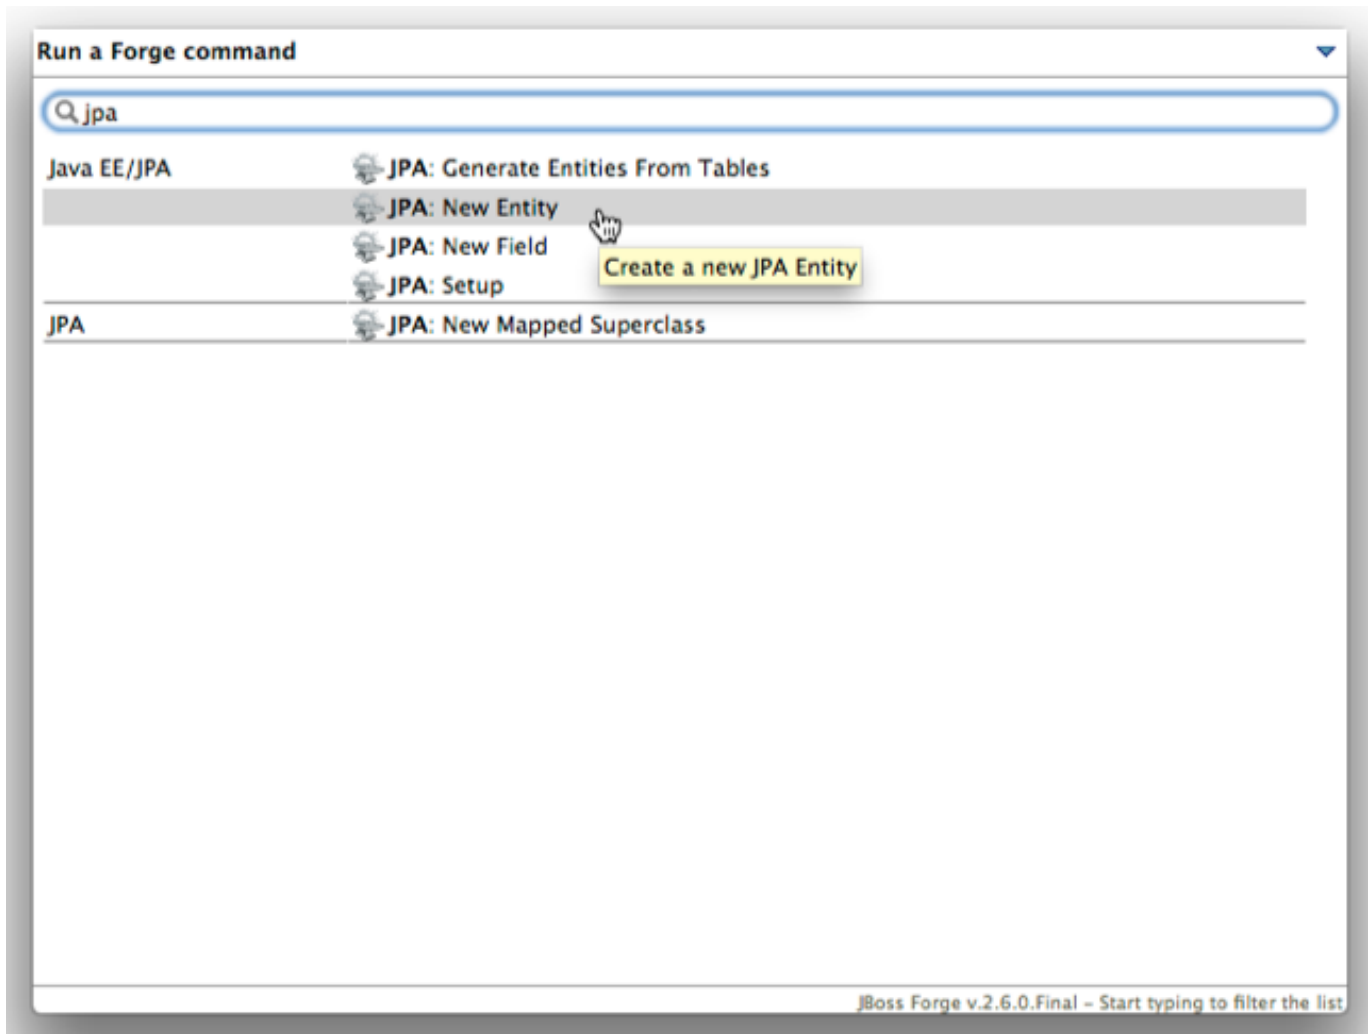 Run a Forge command
jpa
Java EE/JPA JPA: Generate Entities From Tables
JPA: New Entity
JPA: New Field
Create a new JPA Entity
JPA: Setup
JPA JPA: New Mapped Superclass
JBoss Forge v.2.6.0.Final – Start typing to filter the list